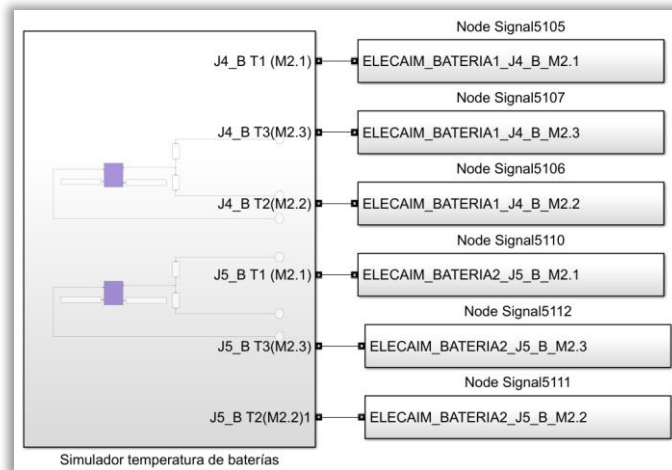 Node Signal5105
J4_B T1 (M2.1) ELECAIM_BATERIA1_J4_B_M2.1
Node Signal5107
J4_B T3(M2.3) ELECAIM_BATERIA1_J4_B_M2.3
Node Signal5106
J4_B T2(M2.2) ELECAIM_BATERIA1_J4_B_M2.2
Node Signal5110
J5_B T1 (M2.1) ELECAIM_BATERIA2_J5_B_M2.1
Node Signal5112
J5_B T3(M2.3) ELECAIM_BATERIA2_J5_B_M2.3
Node Signal5111
J5_B T2(M2.2)1 ELECAIM_BATERIA2_J5_B_M2.2
Simulador temperatura de baterías